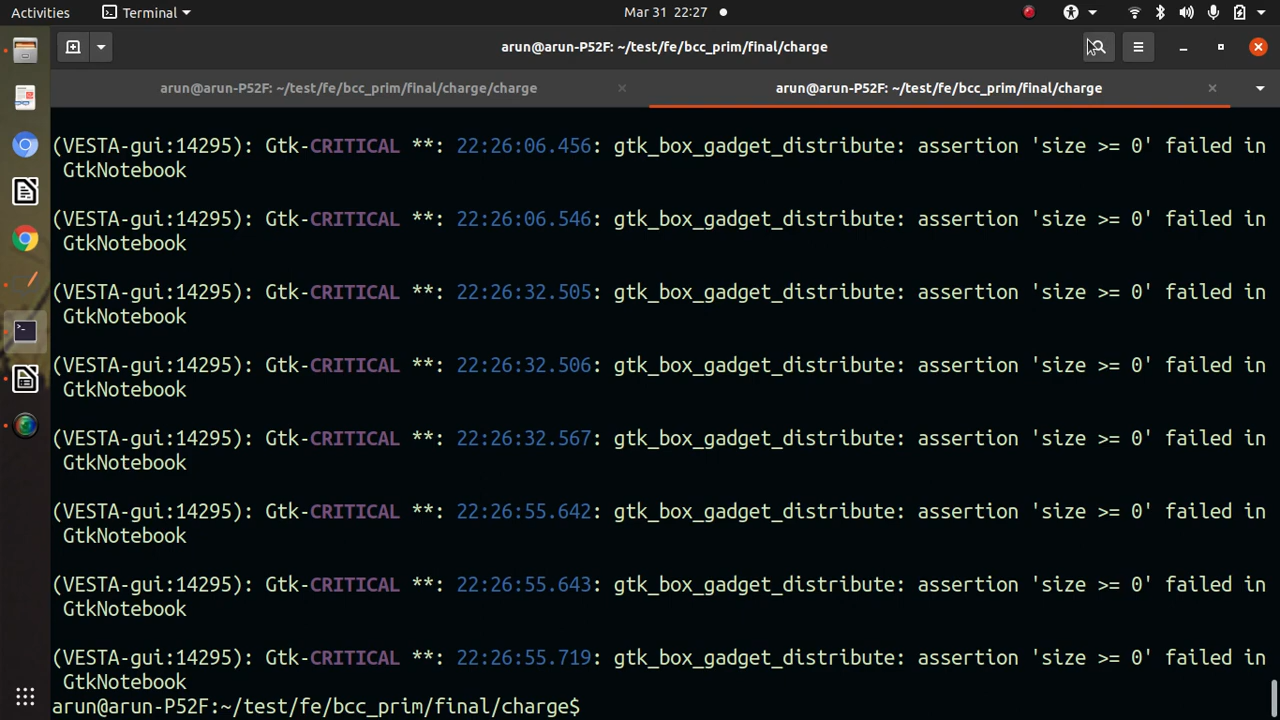 Activities Terminal Mar 31 22:27
arun@arun-P52F: ~/test/fe/bcc_prim/final/charge
arun@arun-P52F: ~/test/fe/bcc_prim/final/charge/charge
arun@arun-P52F: ~/test/fe/bcc_prim/final/charge
(VESTA-gui:14295): Gtk-CRITICAL **: 22:26:06.456: gtk_box_gadget_distribute: assertion 'size >= 0' failed in
GtkNotebook
(VESTA-gui:14295): Gtk-CRITICAL **: 22:26:06.546: gtk_box_gadget_distribute: assertion 'size >= 0' failed in
GtkNotebook
(VESTA-gui:14295): Gtk-CRITICAL **: 22:26:32.505: gtk_box_gadget_distribute: assertion 'size >= 0' failed in
GtkNotebook
(VESTA-gui:14295): Gtk-CRITICAL **: 22:26:32.506: gtk_box_gadget_distribute: assertion 'size >= 0' failed in
GtkNotebook
(VESTA-gui:14295): Gtk-CRITICAL **: 22:26:32.567: gtk_box_gadget_distribute: assertion 'size >= 0' failed in
GtkNotebook
(VESTA-gui:14295): Gtk-CRITICAL **: 22:26:55.642: gtk_box_gadget_distribute: assertion 'size >= 0' failed in
GtkNotebook
(VESTA-gui:14295): Gtk-CRITICAL **: 22:26:55.643: gtk_box_gadget_distribute: assertion 'size >= 0' failed in
GtkNotebook
(VESTA-gui:14295): Gtk-CRITICAL **: 22:26:55.719: gtk_box_gadget_distribute: assertion 'size >= 0' failed in
GtkNotebook
arun@arun-P52F:~/test/fe/bcc_prim/final/charge$